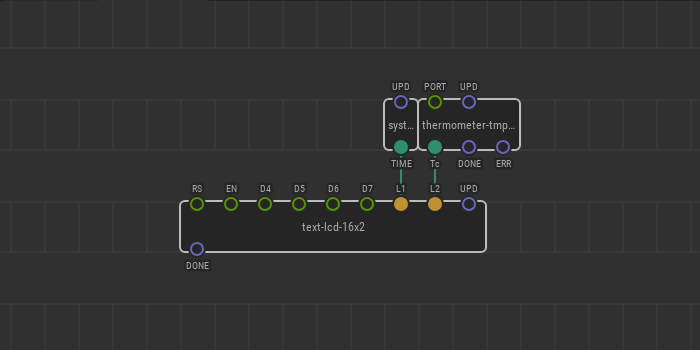 UPD PORT UPD
syst... thermometer-tmp...
TIME Tc DONE ERR
RS EN D4 D5 D6 D7 L1 L2 UPD
text-lcd-16x2
DONE